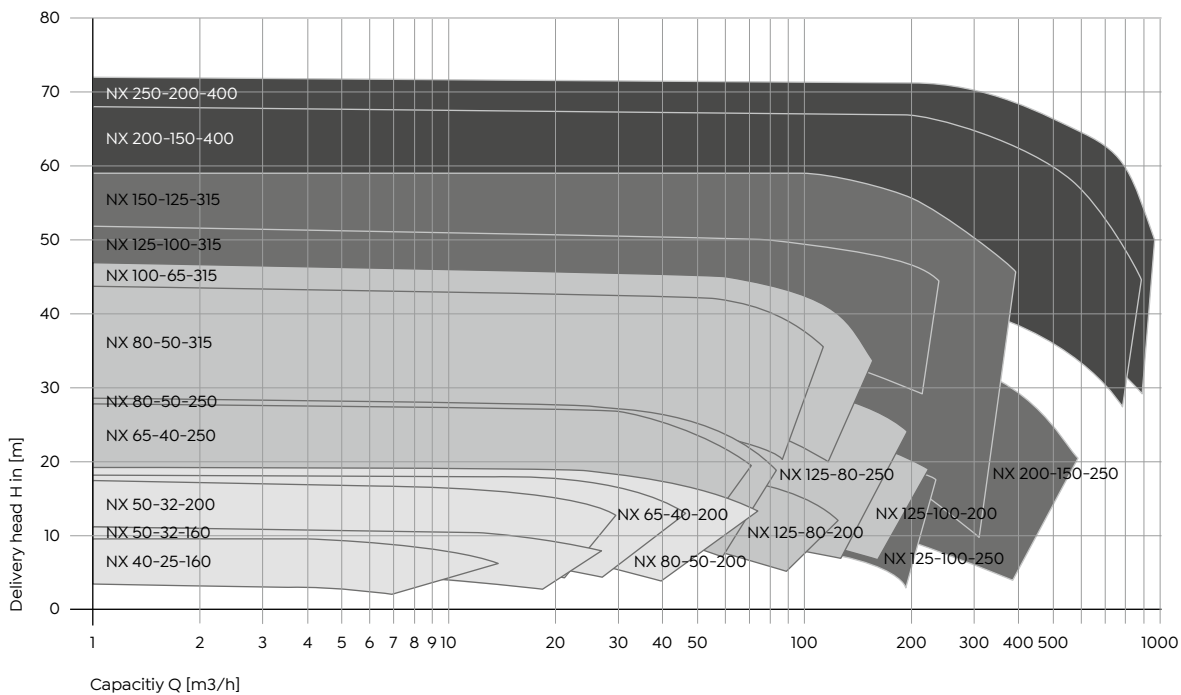 80
70
60
50
40
30
20
10
0
Delivery head H in [m]
NX 250-200-400
NX 200-150-400
NX 150-125-315
NX 125-100-315
NX 100-65-315
NX 80-50-315
NX 80-50-250
NX 65-40-250
NX 125-80-250
NX 200-150-250
NX 50-32-200
NX 65-40-200
NX 125-100-200
NX 50-32-160
NX 125-80-200
NX 40-25-160
NX 80-50-200
NX 125-100-250
1 2 3 4 5 6 7 8 9 10 20 30 40 50 100 200 300 400 500 1000
Capacitiy Q [m3/h]